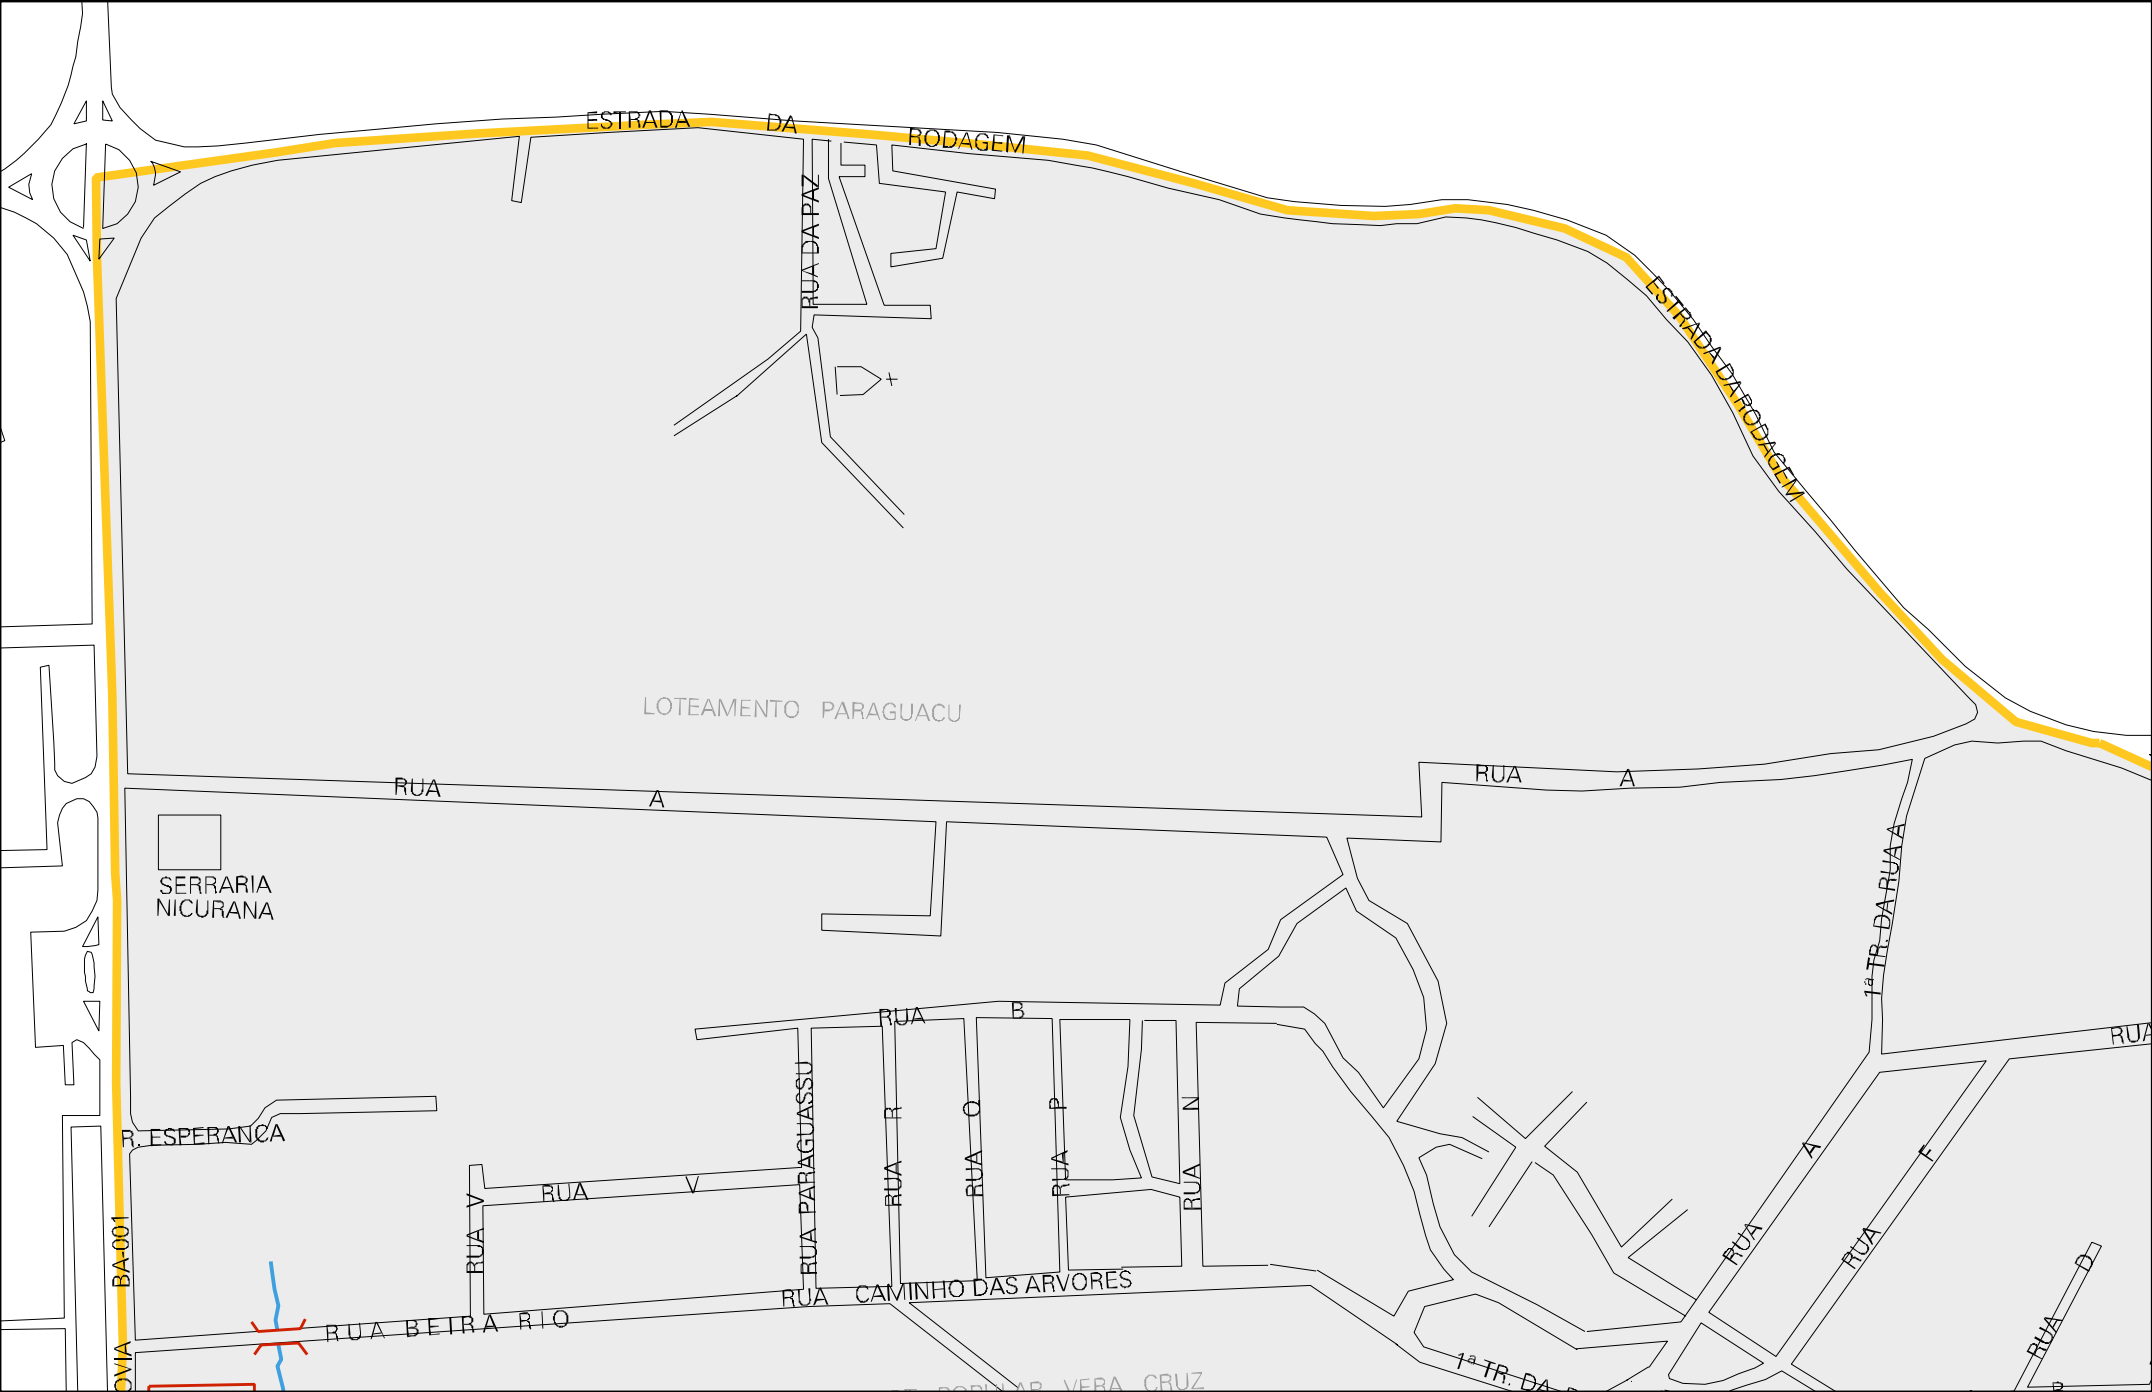 ESTRADA DA RODAGEM
RUA DA PAZ
ESTRADA DA RODAGEM
LOTEAMENTO PARAGUACU
RUA A
RUA A
SERRARIA
NICURANA
1ª TR. DA RUA A
RUA B
RUA
R. ESPERANCA
RUA PARAGUASSU
RUA R
RUA Q
RUA P
RUA N
RUA V
RUA V
RUA A
RUA F
RUA D
BA-001
RUA CAMINHO DAS ARVORES
RUA BEIRA RIO
OVIA
1ª TR. DA
POPULAR VERA CRUZ